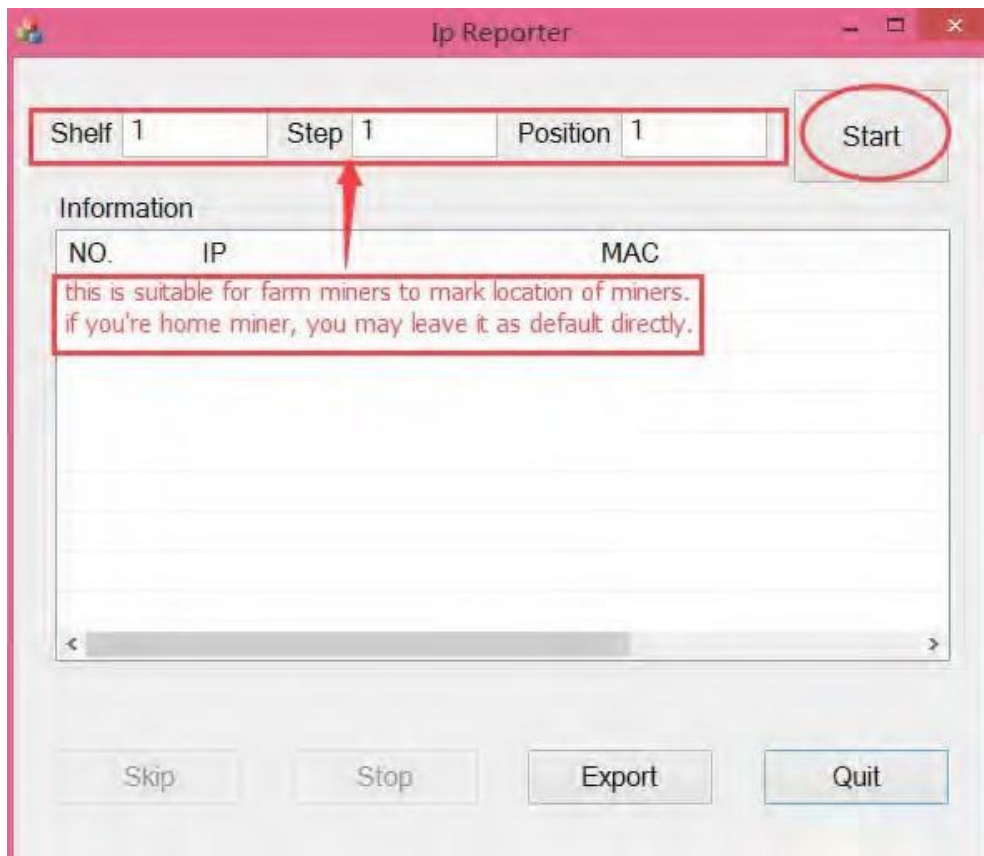 Ip Reporter
Shelf 1 Step 1 Position 1 Start
Information
NO. IP MAC
this is suitable for farm miners to mark location of miners.
if you're home miner, you may leave it as default directly.
Skip Stop Export Quit